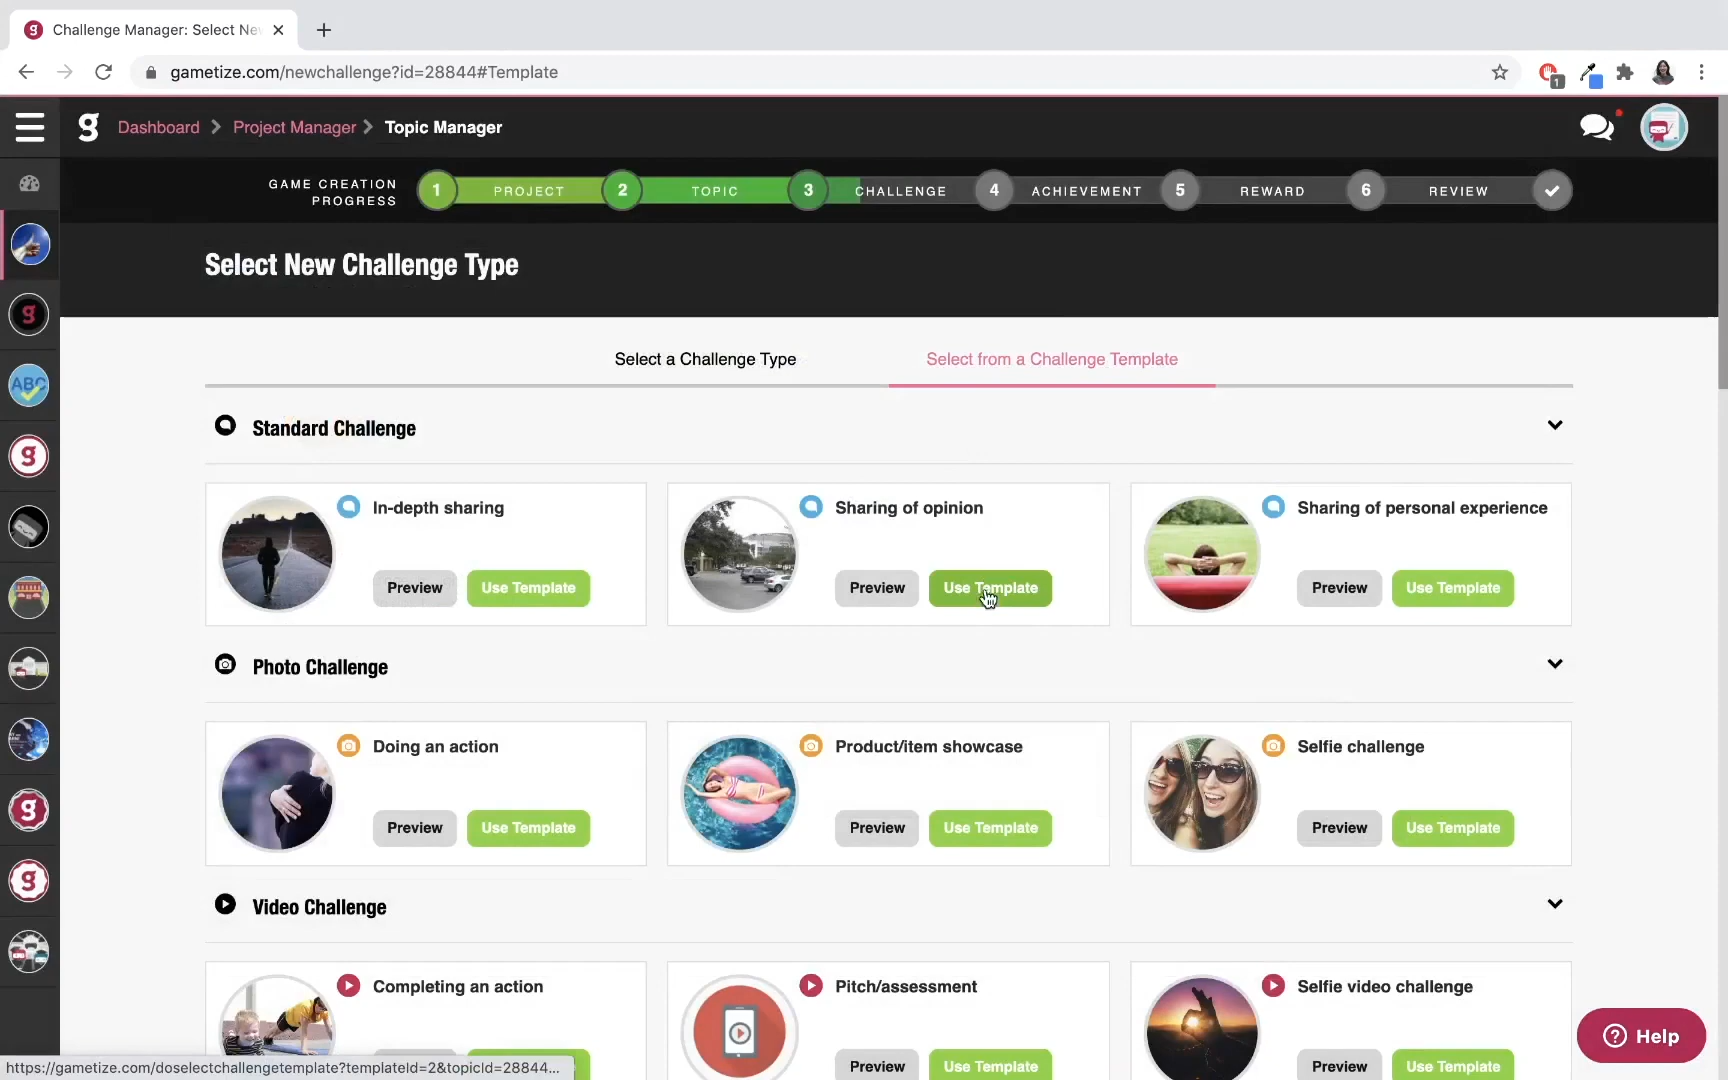 Challenge Manager: Select Ne
gametize.com/newchallenge?id=28844#Template
1
g
Dashboard
Project Manager
Topic Manager
GAME CREATION
PROGRESS
1
PROJECT
2
TOPIC
3
CHALLENGE
4
ACHIEVEMENT
5
REWARD
6
REVIEW
Select New Challenge Type
Select a Challenge Type
Select from a Challenge Template
Standard Challenge
In-depth sharing
Preview
Use Template
Sharing of opinion
Preview
Use Template
Sharing of personal experience
Preview
Use Template
Photo Challenge
Doing an action
Preview
Use Template
Product/item showcase
Preview
Use Template
Selfie challenge
Preview
Use Template
Video Challenge
Completing an action
Pitch/assessment
Preview
Use Template
Selfie video challenge
Preview
Use Template
g
ABC
g
g
g
Help
https://gametize.com/doselectchallengetemplate?templateId=2&topicId=28844...